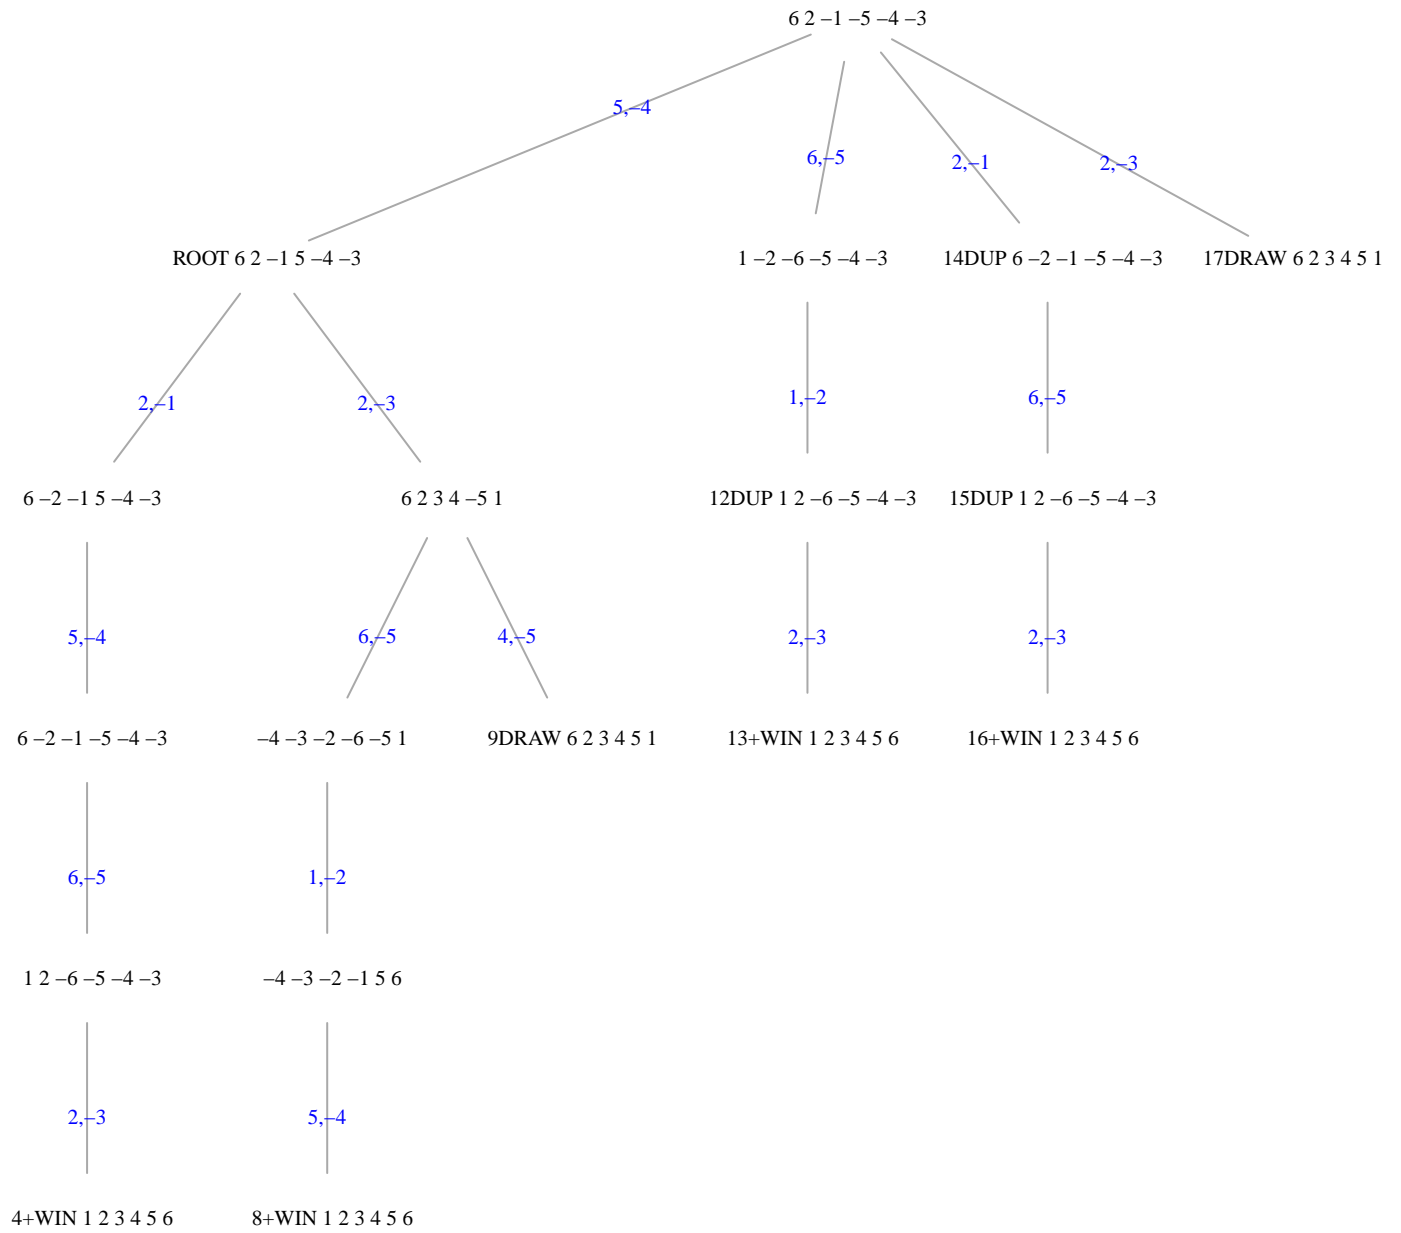 6 2 –1 –5 –4 –3
5,–4
6,–5
2,–1
2,–3
ROOT 6 2 –1 5 –4 –3
1 –2 –6 –5 –4 –3
14DUP 6 –2 –1 –5 –4 –3
17DRAW 6 2 3 4 5 1
2,–1
2,–3
1,–2
6,–5
6 –2 –1 5 –4 –3
6 2 3 4 –5 1
12DUP 1 2 –6 –5 –4 –3
15DUP 1 2 –6 –5 –4 –3
5,–4
6,–5
4,–5
2,–3
2,–3
6 –2 –1 –5 –4 –3
–4 –3 –2 –6 –5 1
9DRAW 6 2 3 4 5 1
13+WIN 1 2 3 4 5 6
16+WIN 1 2 3 4 5 6
6,–5
1,–2
1 2 –6 –5 –4 –3
–4 –3 –2 –1 5 6
2,–3
5,–4
4+WIN 1 2 3 4 5 6
8+WIN 1 2 3 4 5 6